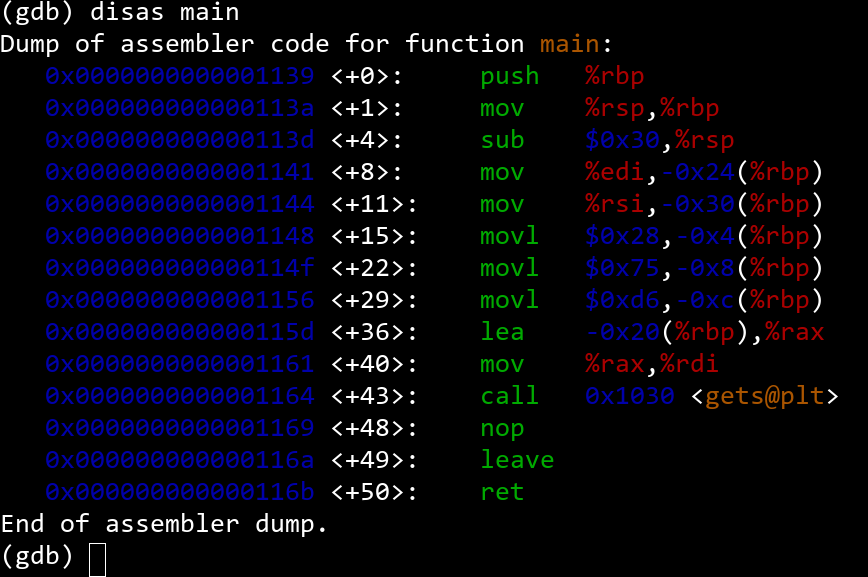 (gdb) disas main
Dump of assembler code for function main:
   0x0000000000001139 <+0>:	push   %rbp
   0x000000000000113a <+1>:	mov    %rsp,%rbp
   0x000000000000113d <+4>:	sub    $0x30,%rsp
   0x0000000000001141 <+8>:	mov    %edi,-0x24(%rbp)
   0x0000000000001144 <+11>:	mov    %rsi,-0x30(%rbp)
   0x0000000000001148 <+15>:	movl   $0x28,-0x4(%rbp)
   0x000000000000114f <+22>:	movl   $0x75,-0x8(%rbp)
   0x0000000000001156 <+29>:	movl   $0xd6,-0xc(%rbp)
   0x000000000000115d <+36>:	lea    -0x20(%rbp),%rax
   0x0000000000001161 <+40>:	mov    %rax,%rdi
   0x0000000000001164 <+43>:	call   0x1030 <gets@plt>
   0x0000000000001169 <+48>:	nop
   0x000000000000116a <+49>:	leave
   0x000000000000116b <+50>:	ret
End of assembler dump.
(gdb)